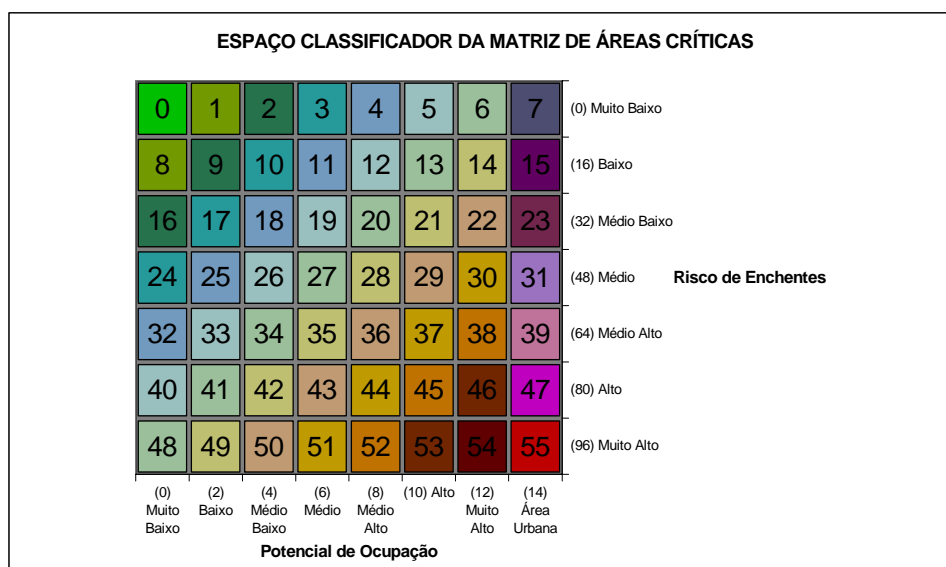 ESPAÇO CLASSIFICADOR DA MATRIZ DE ÁREAS CRÍTICAS
0 1 2 3 4 5 6 7 (0) Muito Baixo
8 9 10 11 12 13 14 15 (16) Baixo
16 17 18 19 20 21 22 23 (32) Médio Baixo
24 25 26 27 28 29 30 31 (48) Médio Risco de Enchentes
32 33 34 35 36 37 38 39 (64) Médio Alto
40 41 42 43 44 45 46 47 (80) Alto
48 49 50 51 52 53 54 55 (96) Muito Alto
(0) (2) (4) (6) (8) (10) Alto (12) (14)
Muito Baixo Médio Médio Médio Muito Área
Baixo Baixo Alto Alto Urbana
Potencial de Ocupação